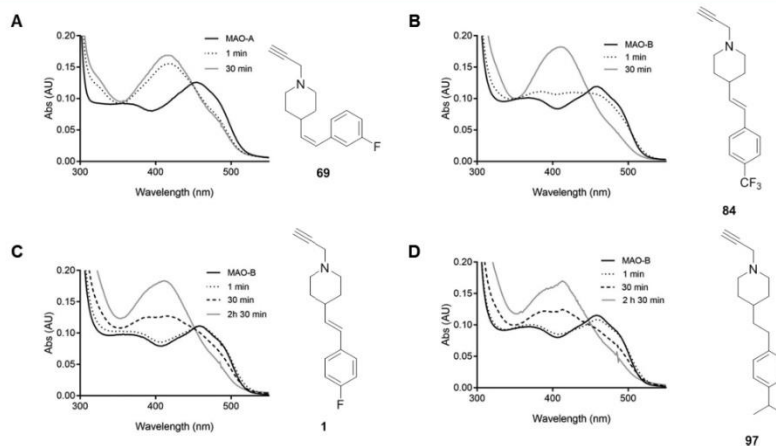 A
Abs (AU)
0.20
0.15
0.10
0.05
0.00
300
400
500
Wavelength (nm)
MAO-A
1 min
30 min
N
F
69
B
Abs (AU)
0.20
0.15
0.10
0.05
0.00
300
400
500
Wavelength (nm)
MAO-B
1 min
30 min
N
CF3
84
C
Abs (AU)
0.20
0.15
0.10
0.05
0.00
300
400
500
Wavelength (nm)
MAO-B
1 min
30 min
2h 30 min
N
F
1
D
Abs (AU)
0.20
0.15
0.10
0.05
0.00
300
400
500
Wavelength (nm)
MAO-B
1 min
30 min
2 h 30 min
N
97